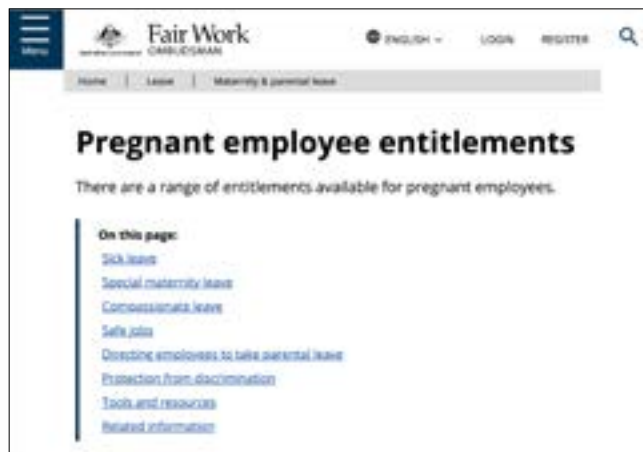 Menu
Fair Work
OMBUDSMAN
ENGLISH
LOGIN
REGISTER
Home | Leave | Maternity & parental leave
Pregnant employee entitlements
There are a range of entitlements available for pregnant employees.
On this page:
Sick leave
Special maternity leave
Compassionate leave
Safe jobs
Directing employees to take parental leave
Protection from discrimination
Tools and resources
Related information